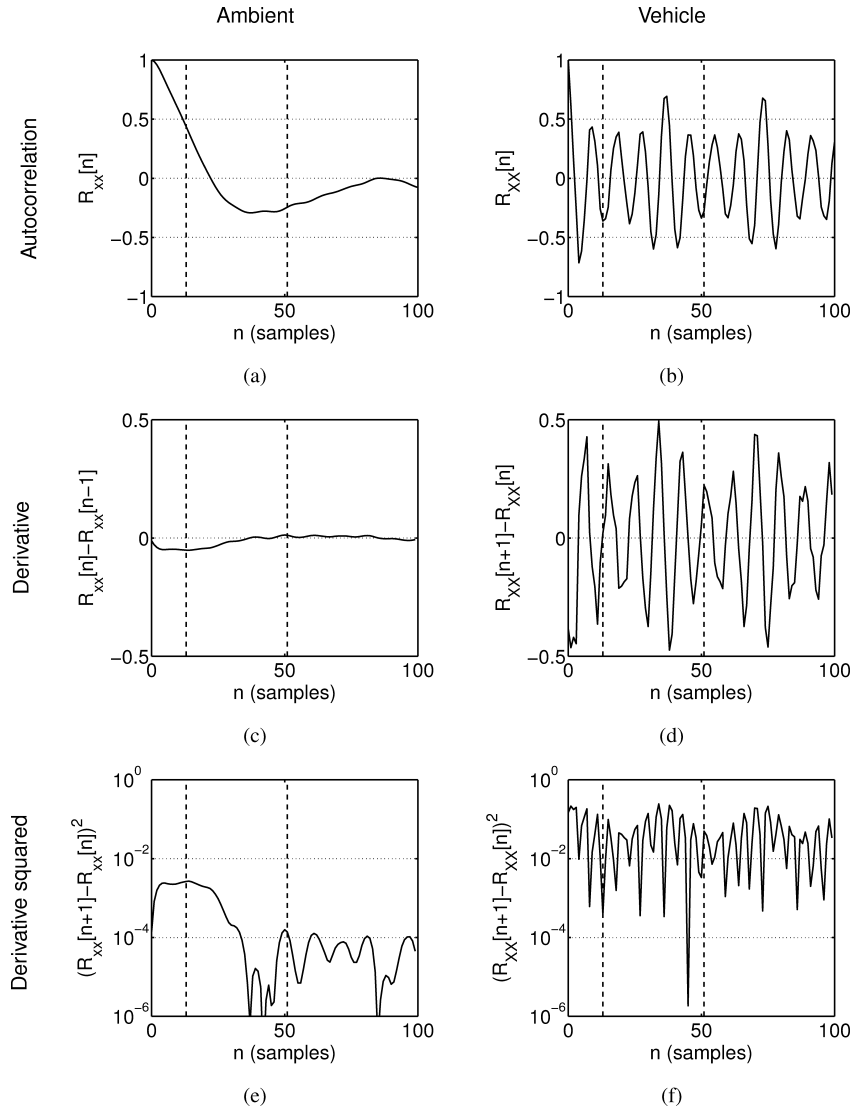 Ambient Vehicle
Autocorrelation
R_xx[n]
1
0.5
0
−0.5
−1
0 50 100
n (samples)
(a)
R_XX[n]
1
0.5
0
−0.5
−1
0 50 100
n (samples)
(b)
Derivative
R_xx[n]−R_xx[n−1]
0.5
0
−0.5
0 50 100
n (samples)
(c)
R_XX[n+1]−R_XX[n]
0.5
0
−0.5
0 50 100
n (samples)
(d)
Derivative squared
(R_xx[n+1]−R_xx[n])^2
10^0
10^−2
10^−4
10^−6
0 50 100
n (samples)
(e)
(R_XX[n+1]−R_XX[n])^2
10^0
10^−2
10^−4
10^−6
0 50 100
n (samples)
(f)